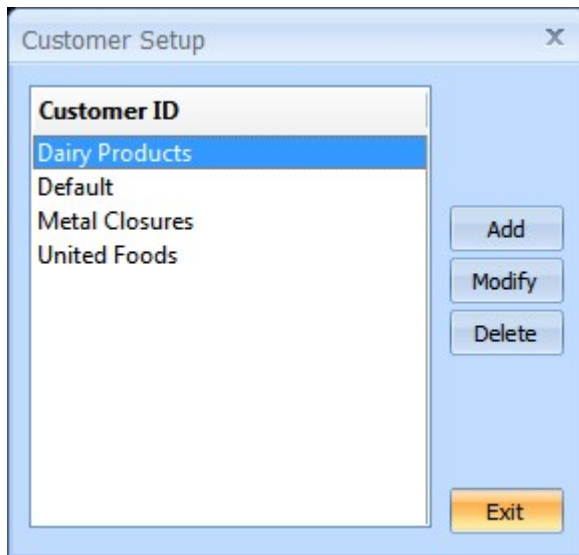 Customer Setup
Customer ID
Dairy Products
Default
Metal Closures
United Foods
Add
Modify
Delete
Exit